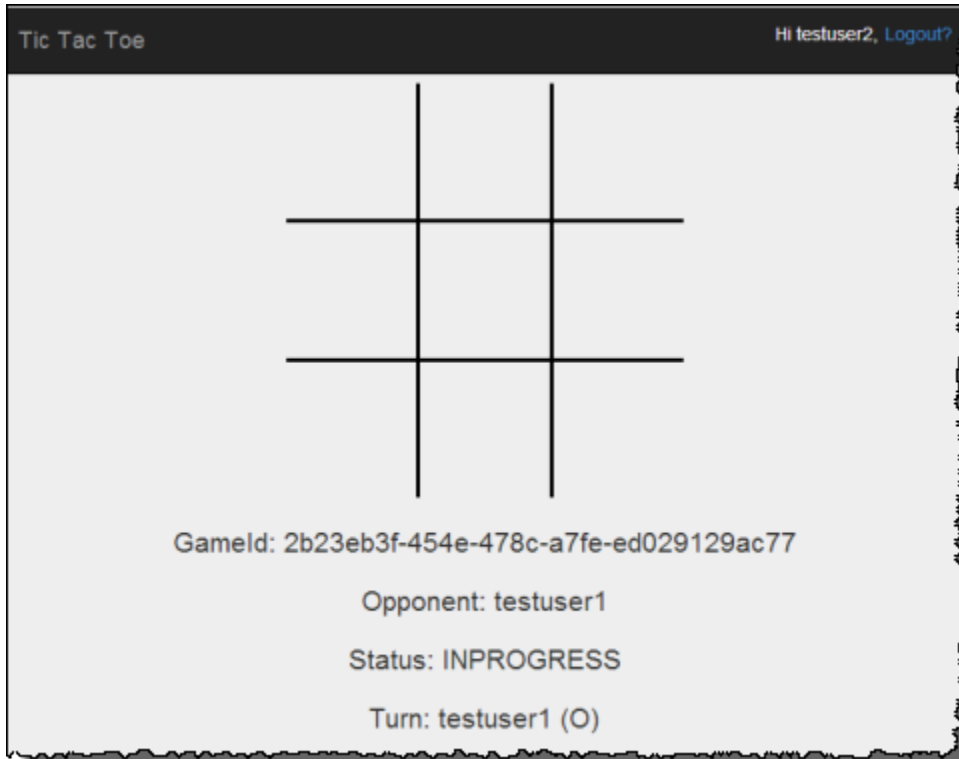 Tic Tac Toe
Hi testuser2, Logout?
GameId: 2b23eb3f-454e-478c-a7fe-ed029129ac77
Opponent: testuser1
Status: INPROGRESS
Turn: testuser1 (O)